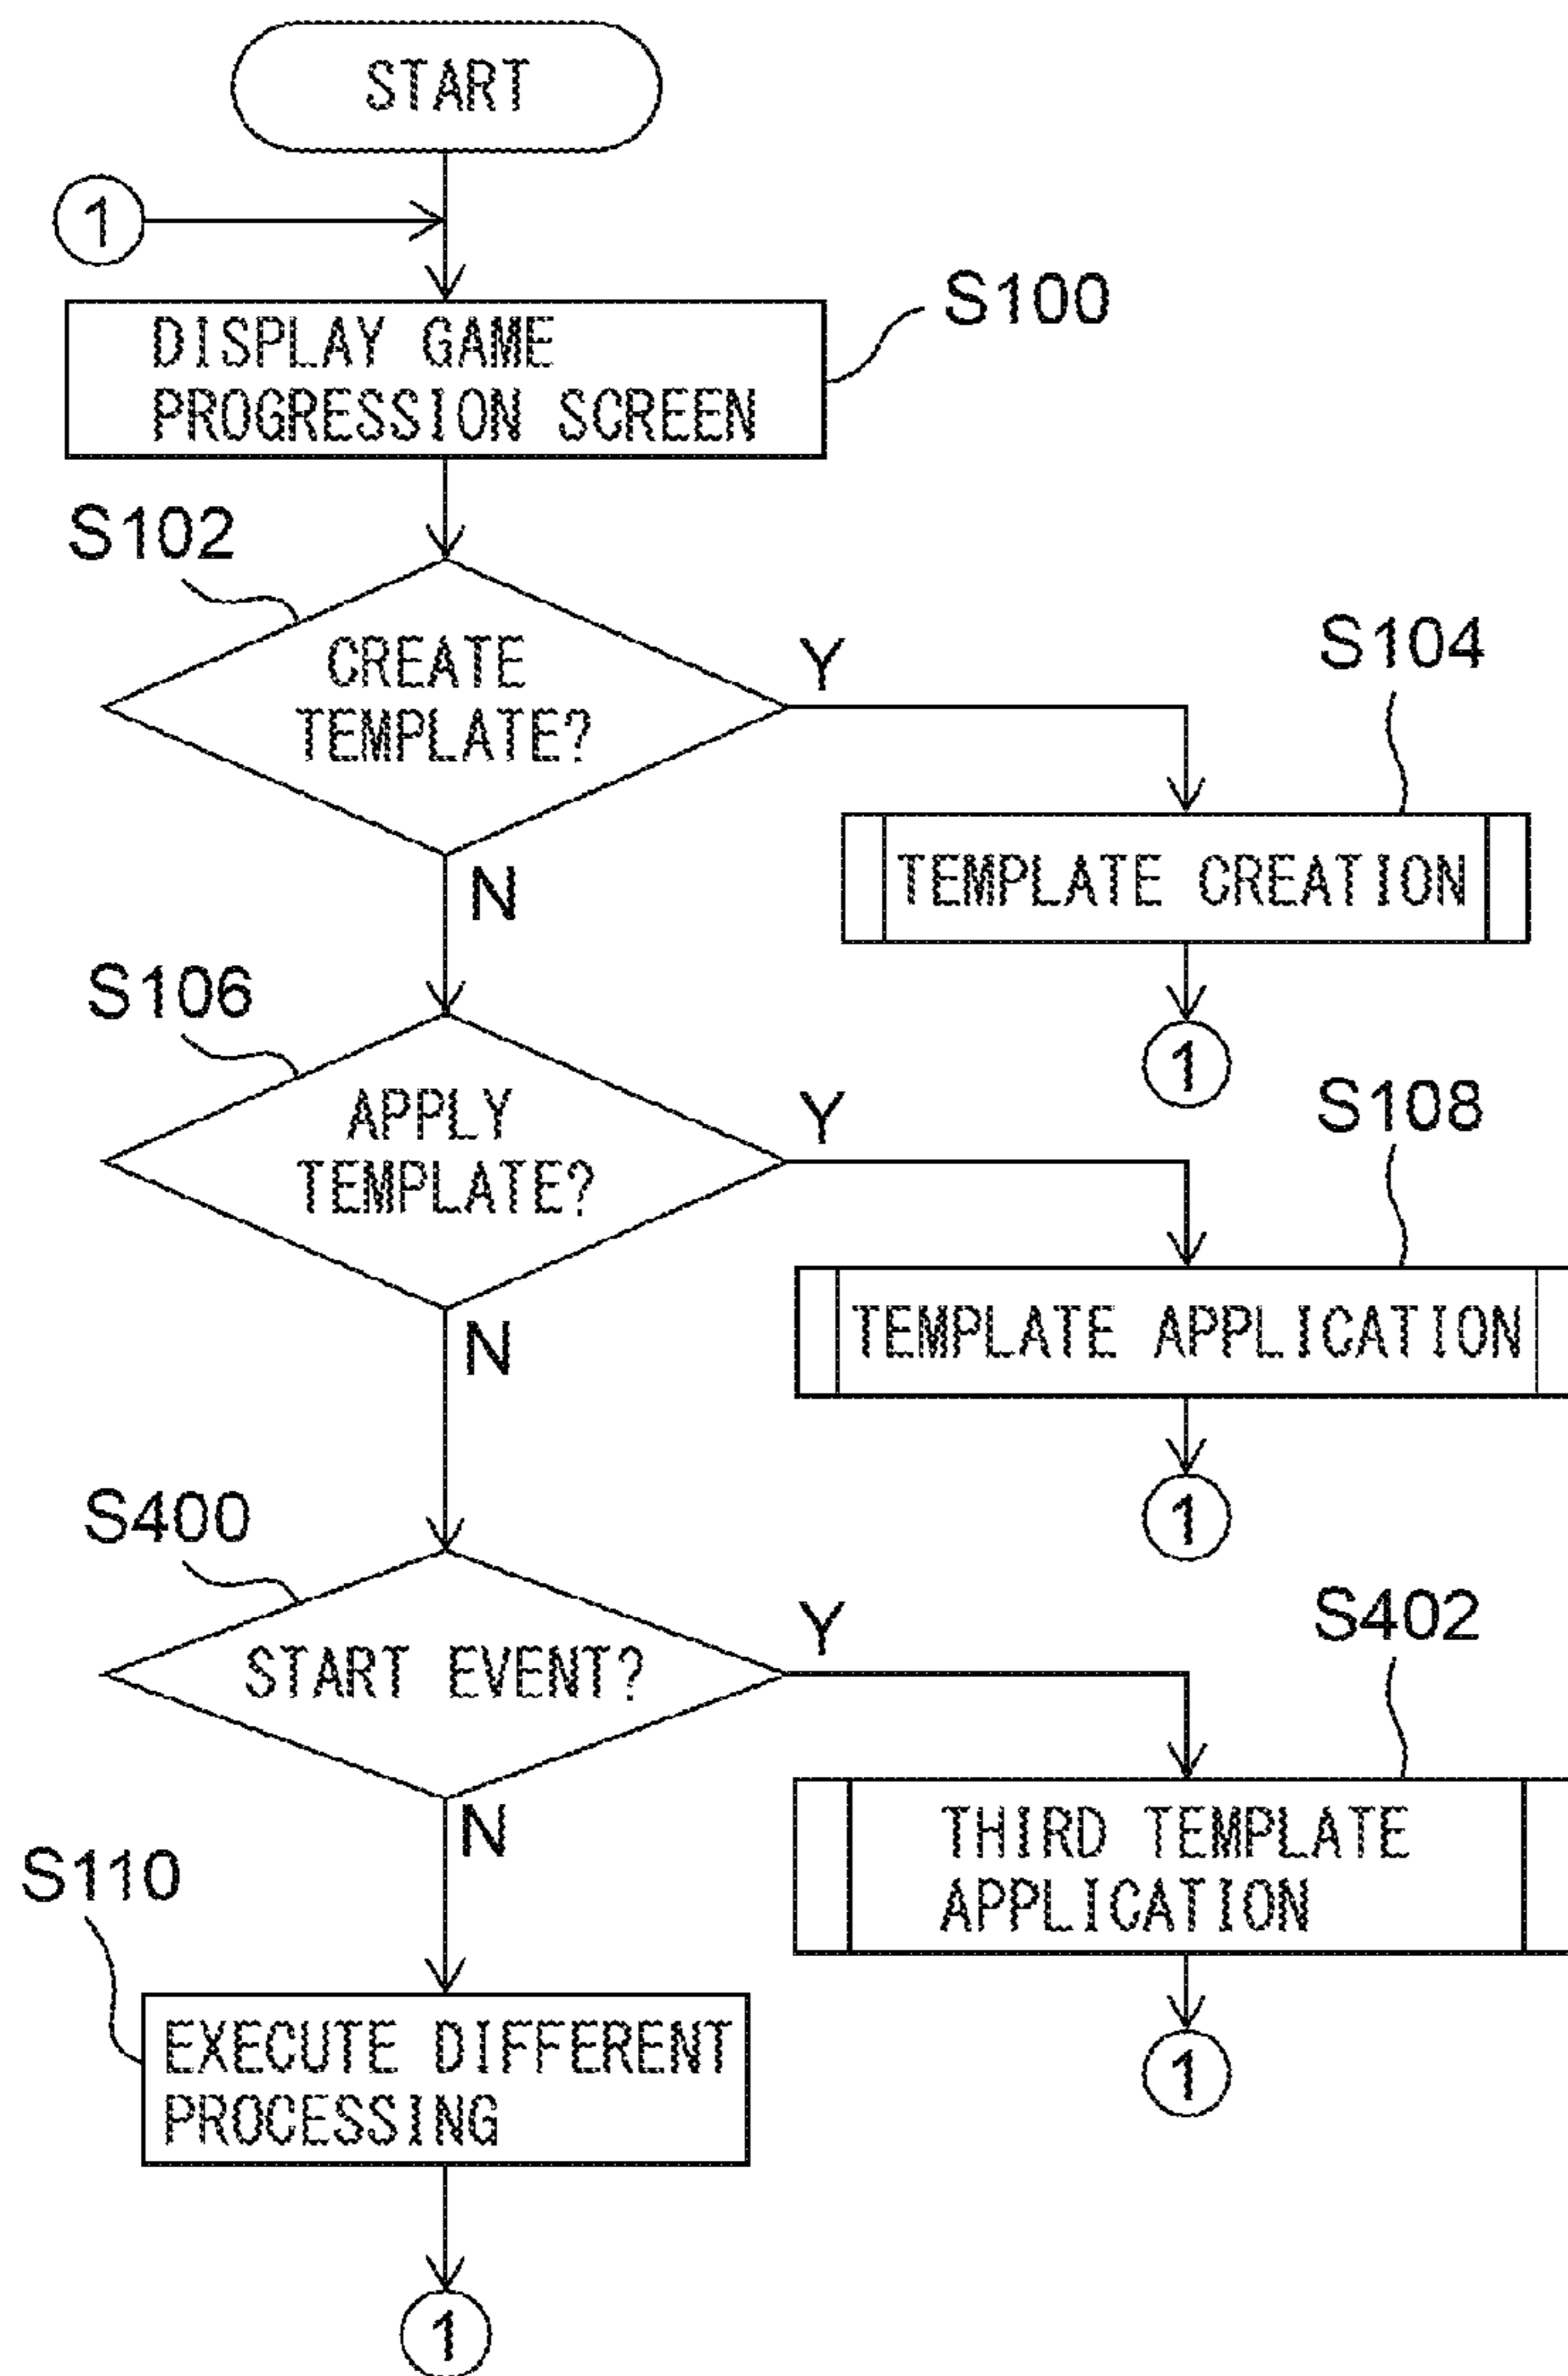 START
1
DISPLAY GAME
PROGRESSION SCREEN
S100
S102
CREATE
TEMPLATE?
Y
N
S104
TEMPLATE CREATION
1
S106
APPLY
TEMPLATE?
Y
N
S108
TEMPLATE APPLICATION
1
S400
START EVENT?
Y
N
S402
THIRD TEMPLATE
APPLICATION
1
S110
EXECUTE DIFFERENT
PROCESSING
1